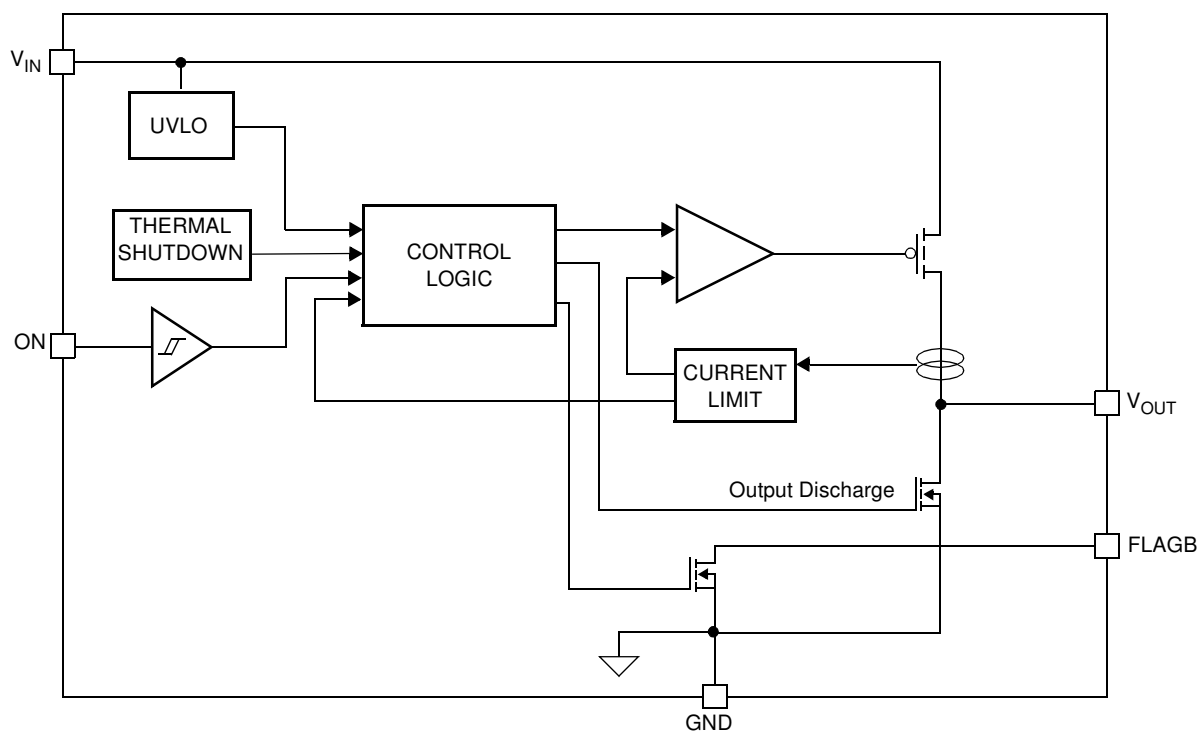 VIN
UVLO
THERMAL
SHUTDOWN
CONTROL
LOGIC
ON
CURRENT
LIMIT
VOUT
Output Discharge
FLAGB
GND